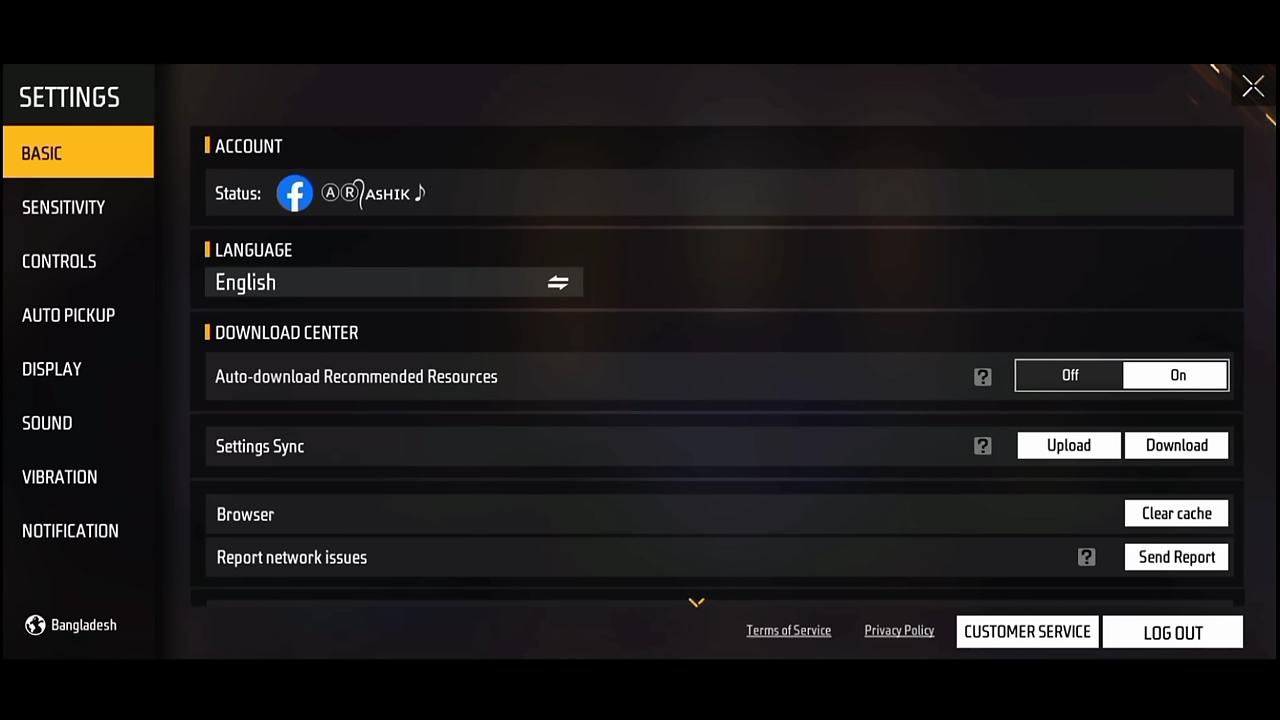 SETTINGS
BASIC
SENSITIVITY
CONTROLS
AUTO PICKUP
DISPLAY
SOUND
VIBRATION
NOTIFICATION
Bangladesh
ACCOUNT
Status: ⒶⓇ᭄ᴀsʜɪᴋ♪
LANGUAGE
English
DOWNLOAD CENTER
Auto-download Recommended Resources ? Off On
Settings Sync ? Upload Download
Browser Clear cache
Report network issues ? Send Report
Terms of Service Privacy Policy CUSTOMER SERVICE LOG OUT